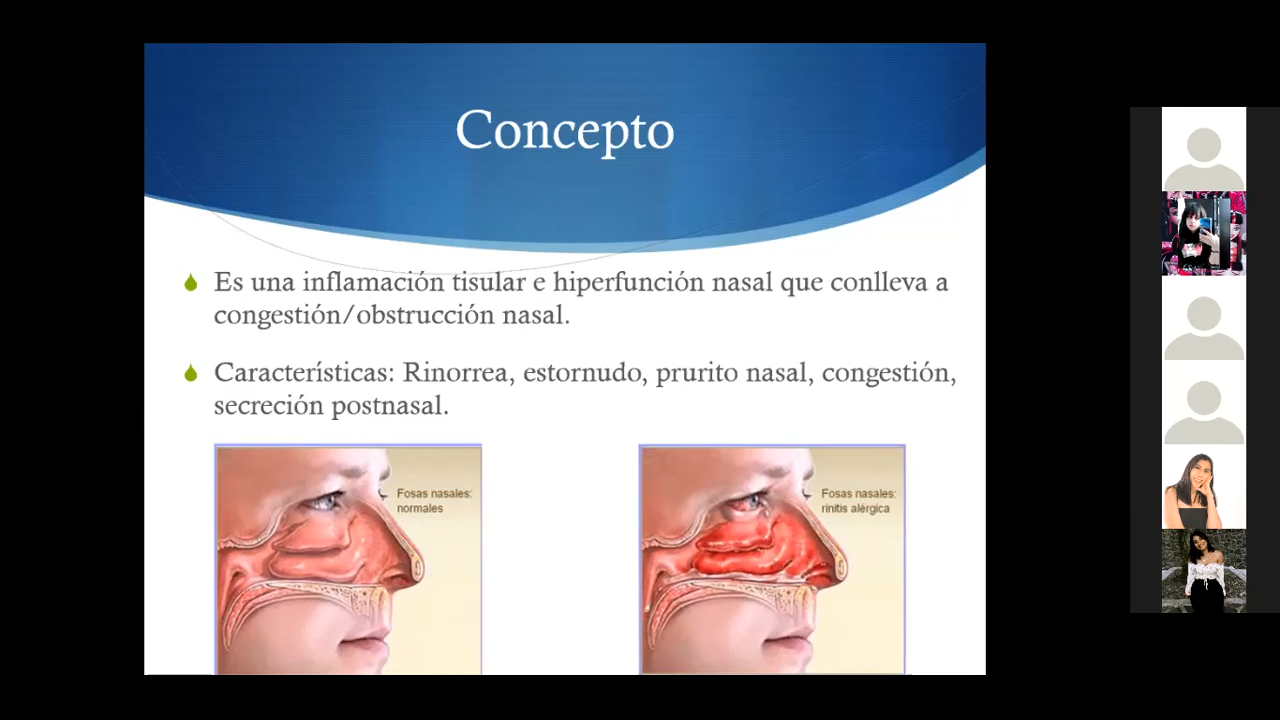 Concepto
Es una inflamación tisular e hiperfunción nasal que conlleva a
congestión/obstrucción nasal.
Características: Rinorrea, estornudo, prurito nasal, congestión,
secreción postnasal.
Fosas nasales:
normales
Fosas nasales:
rinitis alérgica